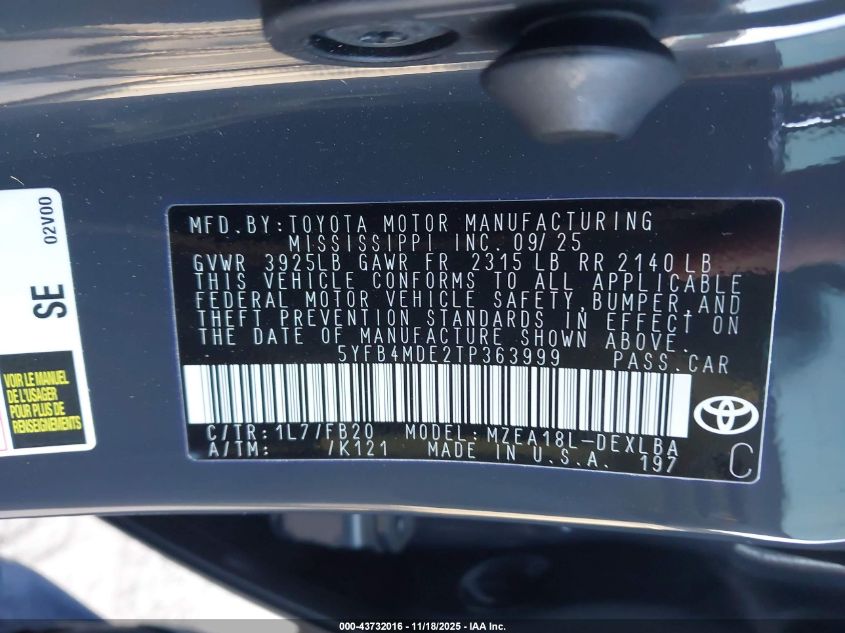 MFD. BY: TOYOTA MOTOR MANUFACTURING
MISSISSIPPI INC. 09/25
GVWR 3925LB GAWR FR 2315 LB RR 2140 LB
THIS VEHICLE CONFORMS TO ALL APPLICABLE
FEDERAL MOTOR VEHICLE SAFETY, BUMPER, AND
THEFT PREVENTION STANDARDS IN EFFECT ON
THE DATE OF MANUFACTURE SHOWN ABOVE.
5YFB4MDE2TP363999 PASS. CAR
C/TR: 1L7/FB20 MODEL: MZEA18L-DEXLBA
A/TM: /K121 MADE IN U.S.A. 197
C
02V00
SE
VOIR LE MANUEL
DE L'USAGER
POUR PLUS DE
RENSEIGNEMENTS
000-43732016 - 11/18/2025 - IAA Inc.